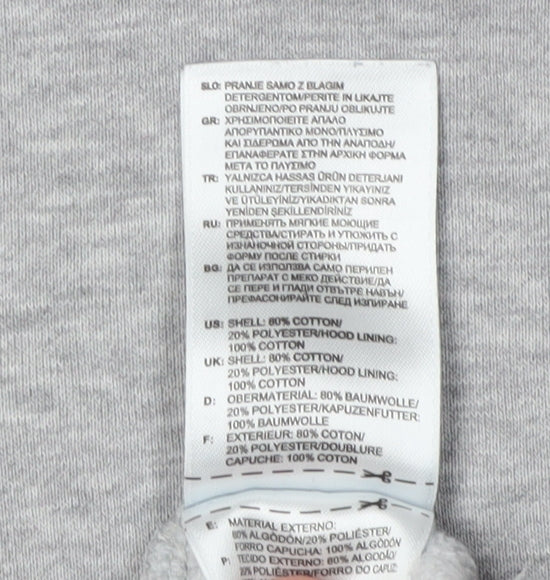 SLO: PRANJE SAMO Z BLAGIM
DETERGENTOM/PERITE IN LIKAJTE
OBRNJENO/PO PRANJU OBLIKUJTE
GR: ΧΡΗΣΙΜΟΠΟΙΕΙΤΕ ΑΠΑΛΟ
ΑΠΟΡΥΠΑΝΤΙΚΟ ΜΟΝΟ/ΠΛΥΣΙΜΟ
ΚΑΙ ΣΙΔΕΡΩΜΑ ΑΠΟ ΤΗΝ ΑΝΑΠΟΔΗ/
ΕΠΑΝΑΦΕΡΑΤΕ ΣΤΗΝ ΑΡΧΙΚΗ ΦΟΡΜΑ
ΜΕΤΑ ΤΟ ΠΛΥΣΙΜΟ
TR: YALNIZCA HASSAS ÜRÜN DETERJANI
KULLANINIZ/TERSİNDEN YIKAYINIZ
VE ÜTÜLEYİNİZ/YIKADIKTAN SONRA
YENİDEN ŞEKİLLENDİRİNİZ
RU: ПРИМЕНЯТЬ МЯГКИЕ МОЮЩИЕ
СРЕДСТВА/СТИРАТЬ И УТЮЖИТЬ С
ИЗНАНОЧНОЙ СТОРОНЫ/ПРИДАТЬ
ФОРМУ ПОСЛЕ СТИРКИ
BG: ДА СЕ ИЗПОЛЗВА САМО ПЕРИЛЕН
ПРЕПАРАТ С МЕКО ДЕЙСТВИЕ/ДА
СЕ ПЕРЕ И ГЛАДИ ОТВЪТРЕ НАВЪН/
ПРЕФАСОНИРАЙТЕ СЛЕД ИЗПИРАНЕ
US: SHELL: 80% COTTON/
20% POLYESTER/HOOD LINING:
100% COTTON
UK: SHELL: 80% COTTON/
20% POLYESTER/HOOD LINING:
100% COTTON
D: OBERMATERIAL: 80% BAUMWOLLE/
20% POLYESTER/KAPUZENFUTTER:
100% BAUMWOLLE
F: EXTERIEUR: 80% COTON/
20% POLYESTER/DOUBLURE
CAPUCHE: 100% COTON
E: MATERIAL EXTERNO:
80% ALGODÓN/20% POLIÉSTER/
FORRO CAPUCHA: 100% ALGODÓN
P: TECIDO EXTERNO: 80% ALGODÃO/
20% POLIÉSTER/FORRO DO CAPUZ: